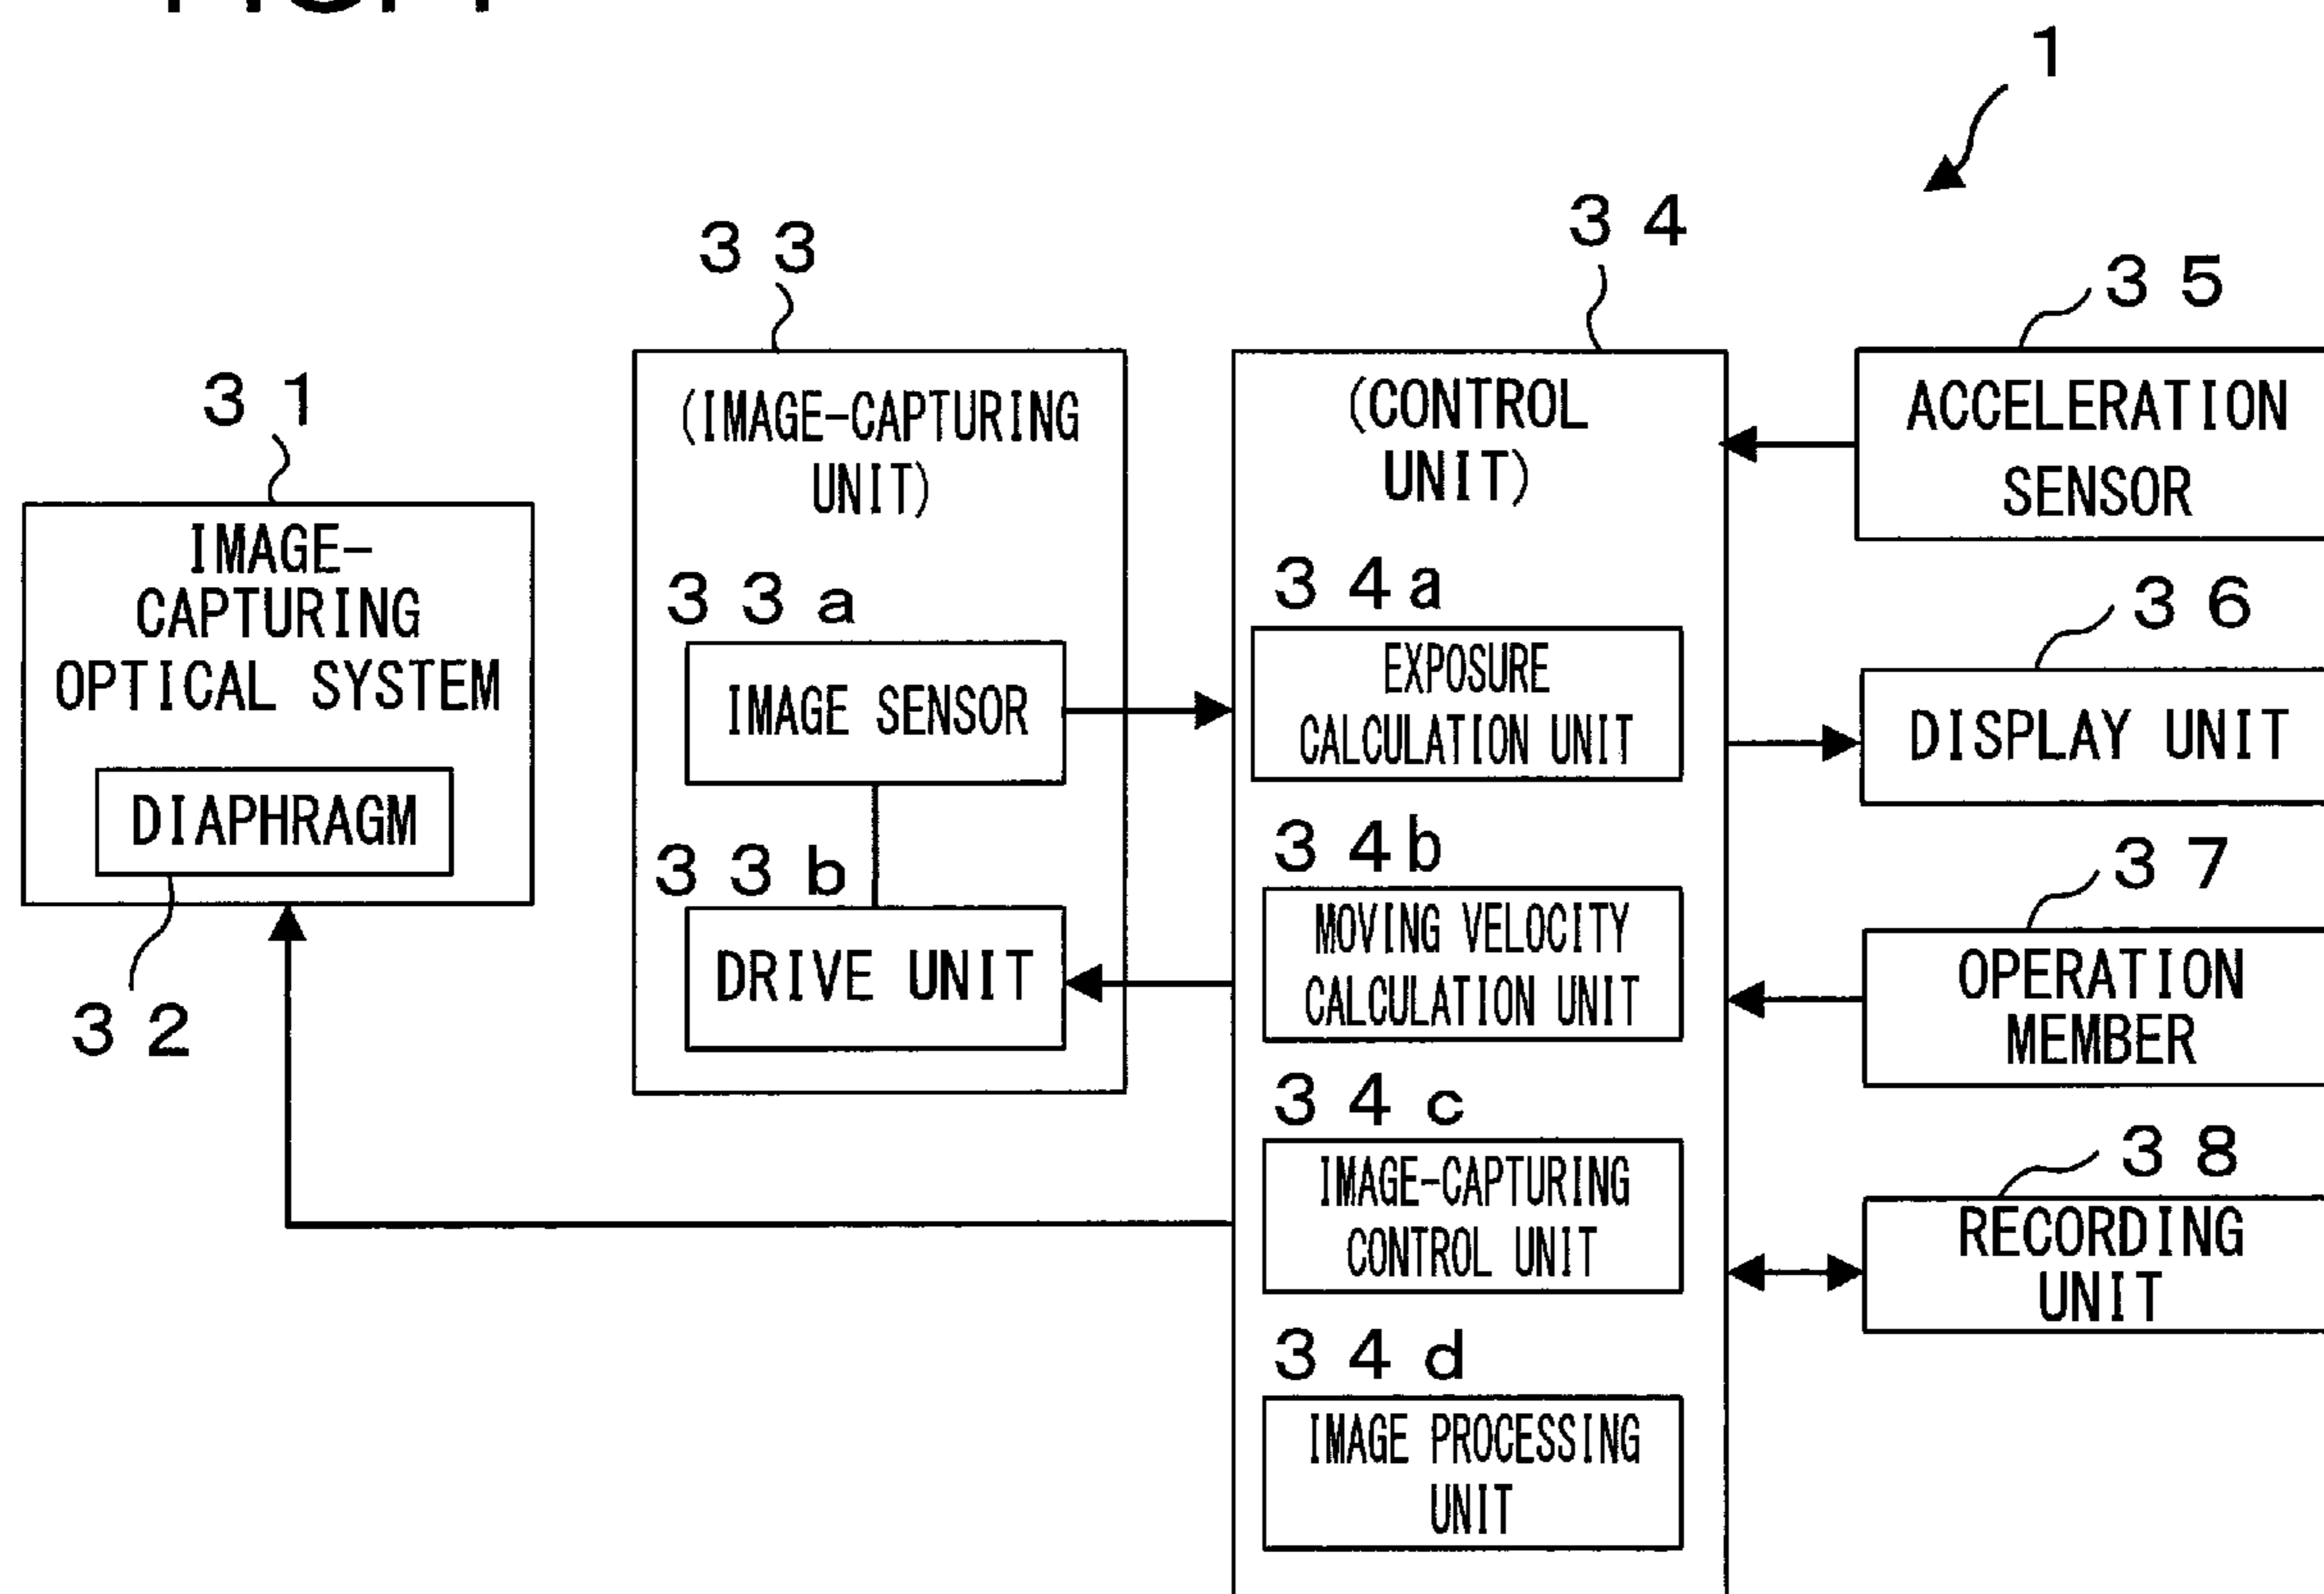 1
33
34
35
31
(IMAGE-CAPTURING
UNIT)
(CONTROL
UNIT)
ACCELERATION
SENSOR
IMAGE-
CAPTURING
OPTICAL SYSTEM
33a
34a
36
IMAGE SENSOR
EXPOSURE
CALCULATION UNIT
DISPLAY UNIT
DIAPHRAGM
33b
34b
37
32
DRIVE UNIT
MOVING VELOCITY
CALCULATION UNIT
OPERATION
MEMBER
34c
38
IMAGE-CAPTURING
CONTROL UNIT
RECORDING
UNIT
34d
IMAGE PROCESSING
UNIT